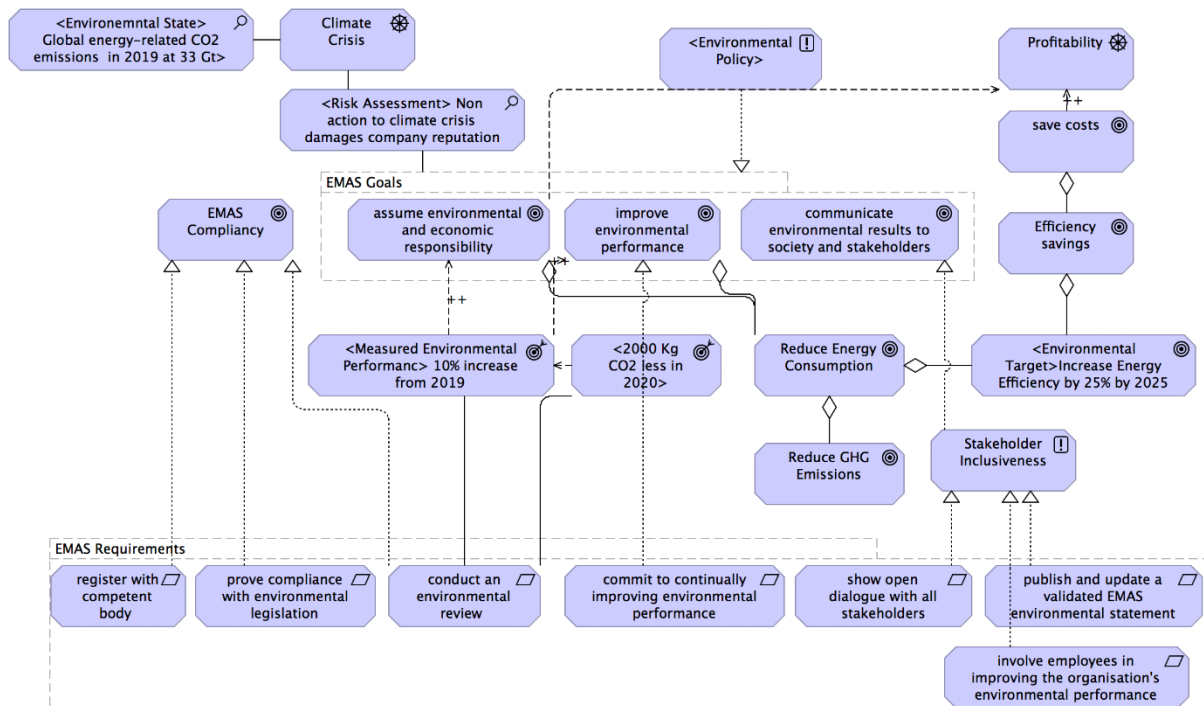 <Environemntal State>
Global energy-related CO2
emissions  in 2019 at 33 Gt>
Climate
Crisis
<Environmental
Policy>
Profitability
<Risk Assessment> Non
action to climate crisis
damages company reputation
++
save costs
EMAS Goals
EMAS
Compliancy
assume environmental
and economic
responsibility
improve
environmental
performance
communicate
environmental results to
society and stakeholders
Efficiency
savings
++
<Measured Environmental
Performanc> 10% increase
from 2019
<2000 Kg
CO2 less in
2020>
Reduce Energy
Consumption
<Environmental
Target>Increase Energy
Efficiency by 25% by 2025
Reduce GHG
Emissions
Stakeholder
Inclusiveness
EMAS Requirements
register with
competent
body
prove compliance
with environmental
legislation
conduct an
environmental
review
commit to continually
improving environmental
performance
show open
dialogue with all
stakeholders
publish and update a
validated EMAS
environmental statement
involve employees in
improving the organisation's
environmental performance